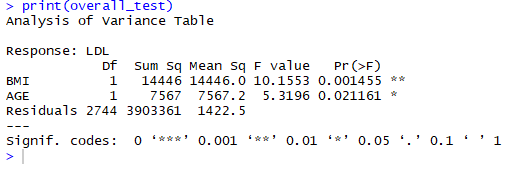 > print(overall_test)
Analysis of Variance Table

Response: LDL
            Df  Sum Sq Mean Sq F value   Pr(>F)
BMI          1   14446 14446.0 10.1553 0.001455 **
AGE          1    7567  7567.2  5.3196 0.021161 *
Residuals 2744 3903361  1422.5
---
Signif. codes:  0 ‘***’ 0.001 ‘**’ 0.01 ‘*’ 0.05 ‘.’ 0.1 ‘ ’ 1
>